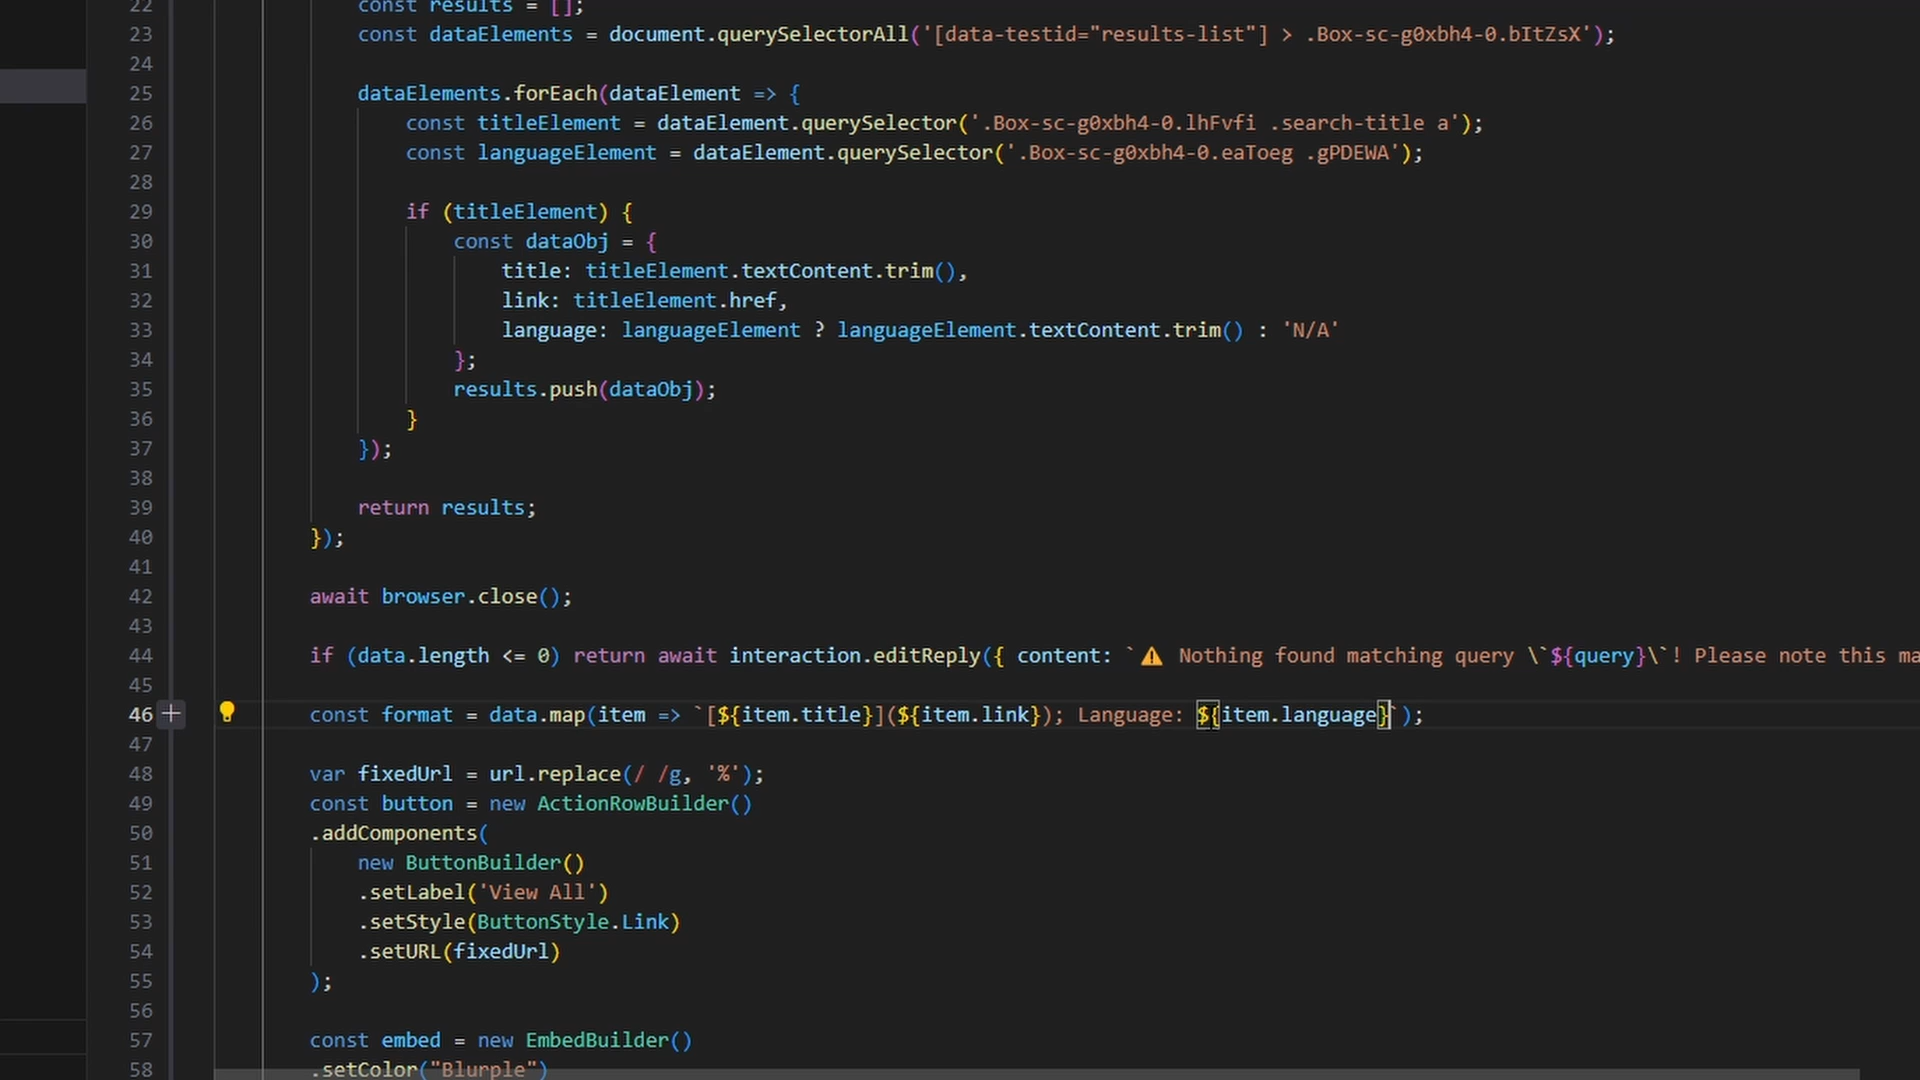 22 const results = [];
23 const dataElements = document.querySelectorAll('[data-testid="results-list"] > .Box-sc-g0xbh4-0.bItZsX');
24
25 dataElements.forEach(dataElement => {
26 const titleElement = dataElement.querySelector('.Box-sc-g0xbh4-0.lhFvfi .search-title a');
27 const languageElement = dataElement.querySelector('.Box-sc-g0xbh4-0.eaToeg .gPDEWA');
28
29 if (titleElement) {
30 const dataObj = {
31 title: titleElement.textContent.trim(),
32 link: titleElement.href,
33 language: languageElement ? languageElement.textContent.trim() : 'N/A'
34 };
35 results.push(dataObj);
36 }
37 });
38
39 return results;
40 });
41
42 await browser.close();
43
44 if (data.length <= 0) return await interaction.editReply({ content: `⚠️ Nothing found matching query \`${query}\`! Please note this ma
45
46 const format = data.map(item => `[${item.title}](${item.link}); Language: ${item.language}`);
47
48 var fixedUrl = url.replace(/ /g, '%');
49 const button = new ActionRowBuilder()
50 .addComponents(
51 new ButtonBuilder()
52 .setLabel('View All')
53 .setStyle(ButtonStyle.Link)
54 .setURL(fixedUrl)
55 );
56
57 const embed = new EmbedBuilder()
58 .setColor("Blurple")